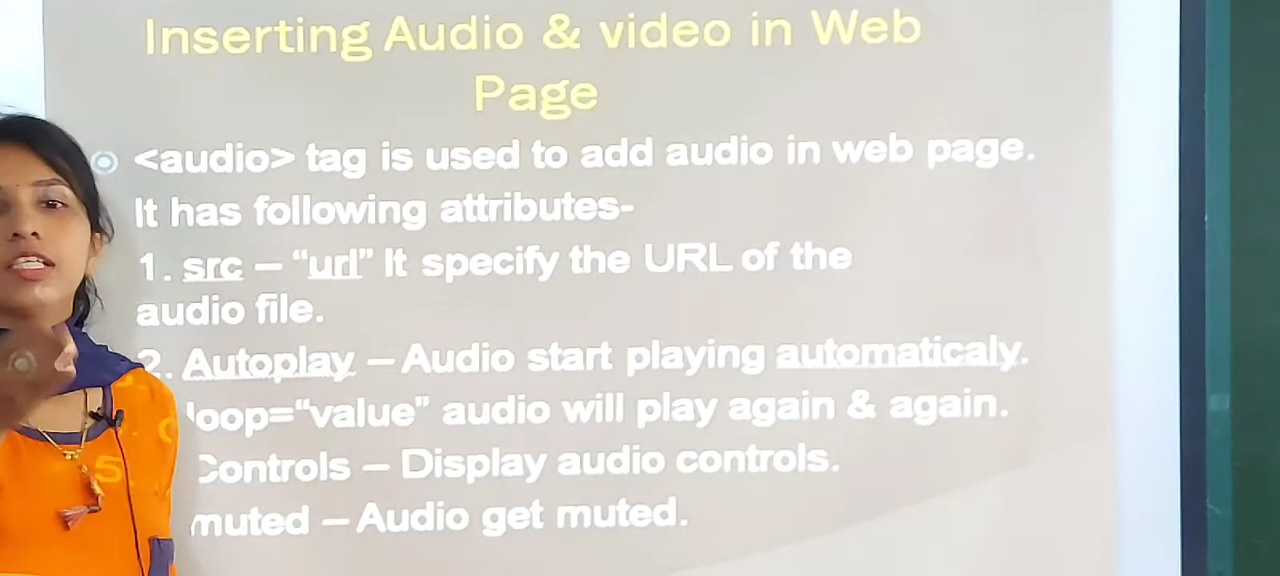 Inserting Audio & video in Web
Page
<audio> tag is used to add audio in web page.
It has following attributes-
1. src – “url” It specify the URL of the
audio file.
2. Autoplay – Audio start playing automaticaly.
loop=“value” audio will play again & again.
Controls – Display audio controls.
muted – Audio get muted.
5